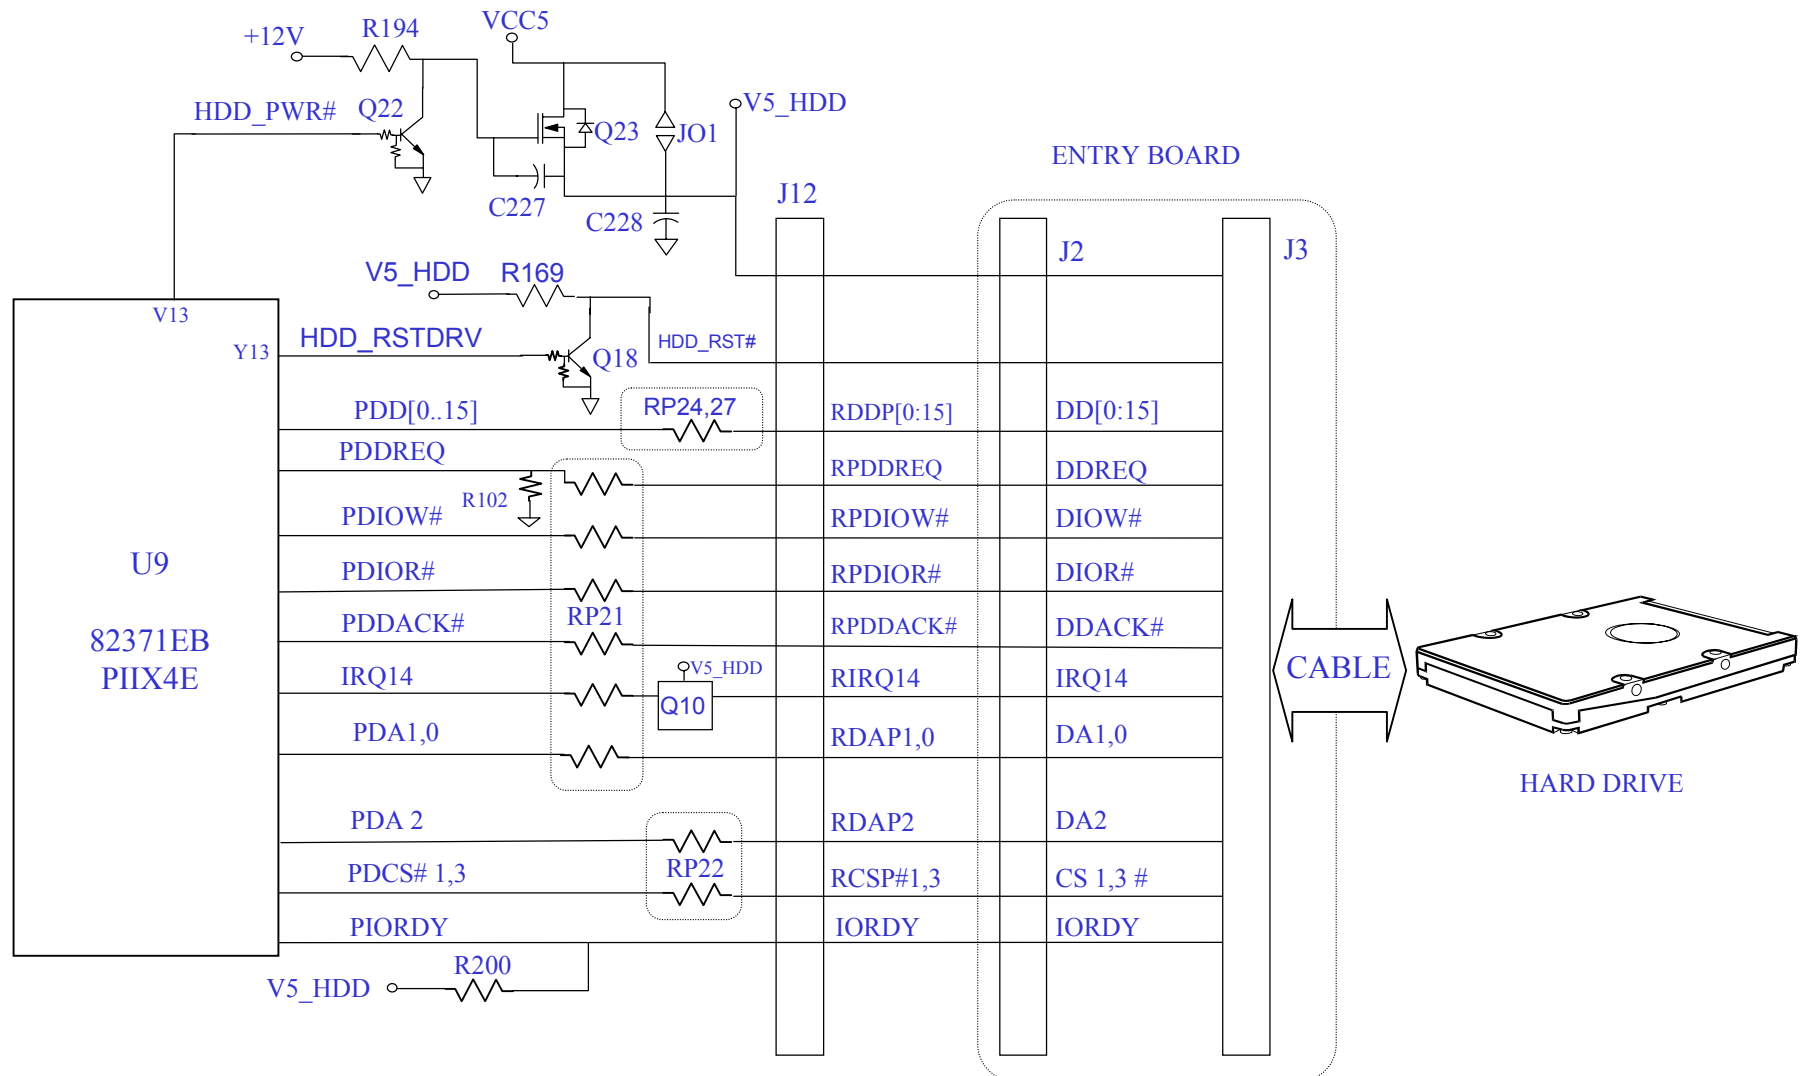 VCC5
R194
+12V
HDD_PWR#
Q22
Q23
JO1
V5_HDD
C227
C228
ENTRY BOARD
J12
J2
J3
V5_HDD
R169
V13
Y13
HDD_RSTDRV
Q18
HDD_RST#
PDD[0..15]
RP24,27
RDDP[0:15]
DD[0:15]
PDDREQ
R102
RPDDREQ
DDREQ
PDIOW#
RPDIOW#
DIOW#
U9
82371EB
PIIX4E
PDIOR#
RP21
RPDIOR#
DIOR#
PDDACK#
RPDDACK#
DDACK#
IRQ14
V5_HDD
Q10
RIRQ14
IRQ14
PDA1,0
RDAP1,0
DA1,0
CABLE
HARD DRIVE
PDA 2
RDAP2
DA2
RP22
PDCS# 1,3
RCSP#1,3
CS 1,3 #
PIORDY
IORDY
IORDY
V5_HDD
R200